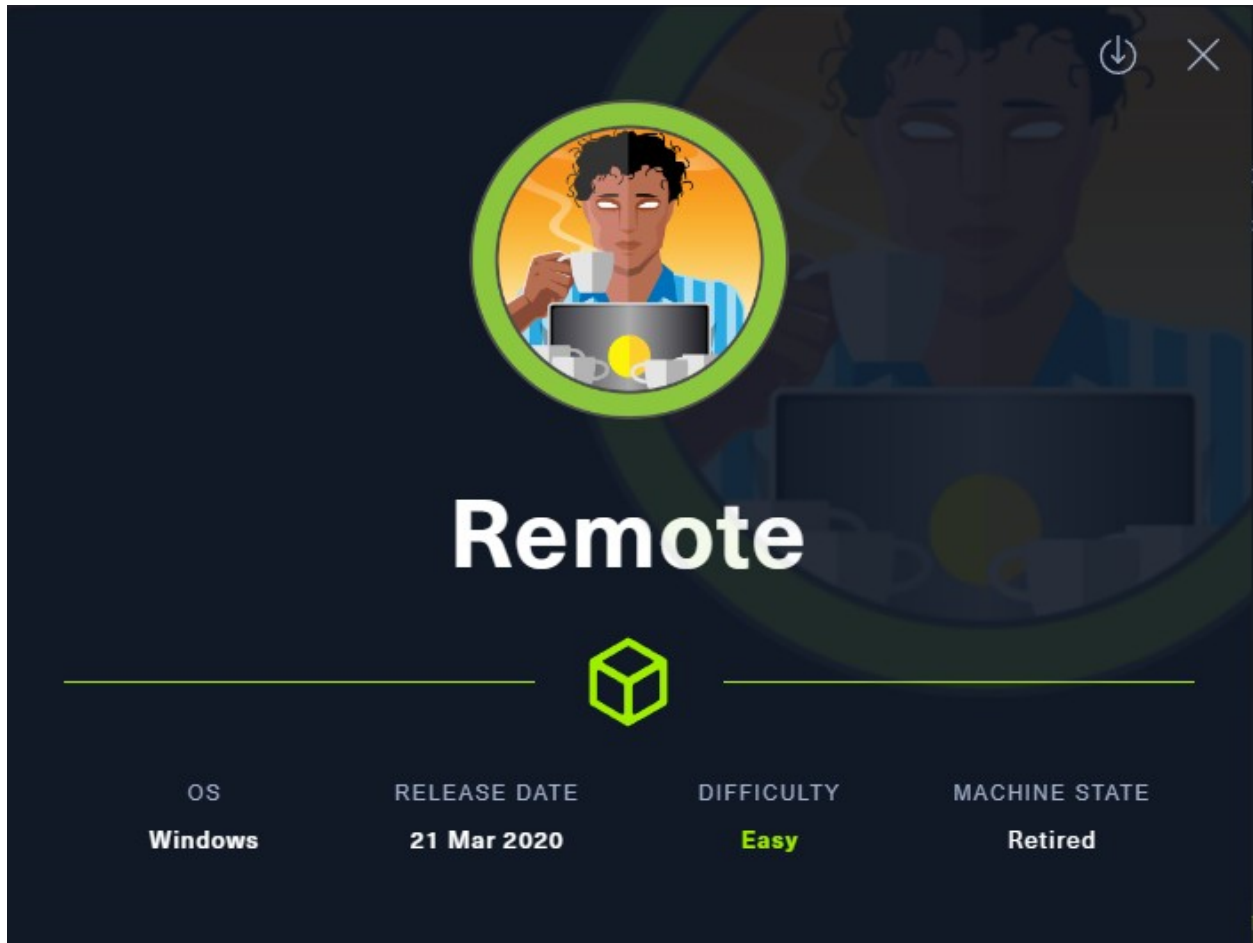 Remote
OS RELEASE DATE DIFFICULTY MACHINE STATE
Windows 21 Mar 2020 Easy Retired